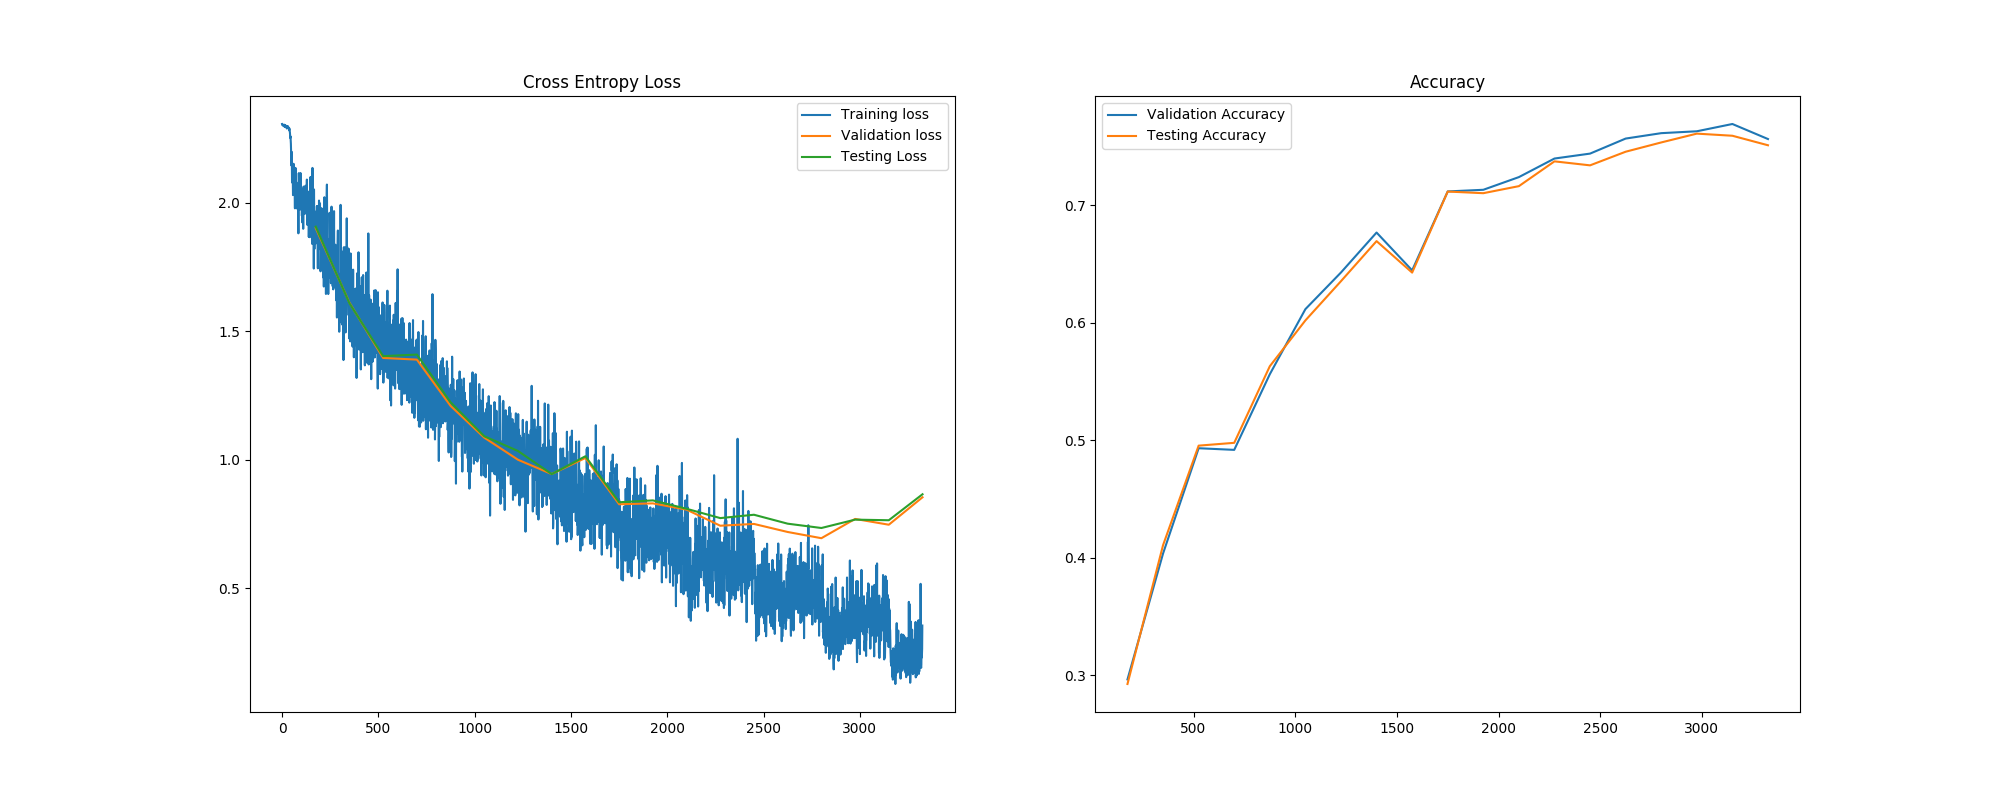 Cross Entropy Loss
Training loss
Validation loss
Testing Loss
2.0
1.5
1.0
0.5
0 500 1000 1500 2000 2500 3000
Accuracy
Validation Accuracy
Testing Accuracy
0.7
0.6
0.5
0.4
0.3
500 1000 1500 2000 2500 3000